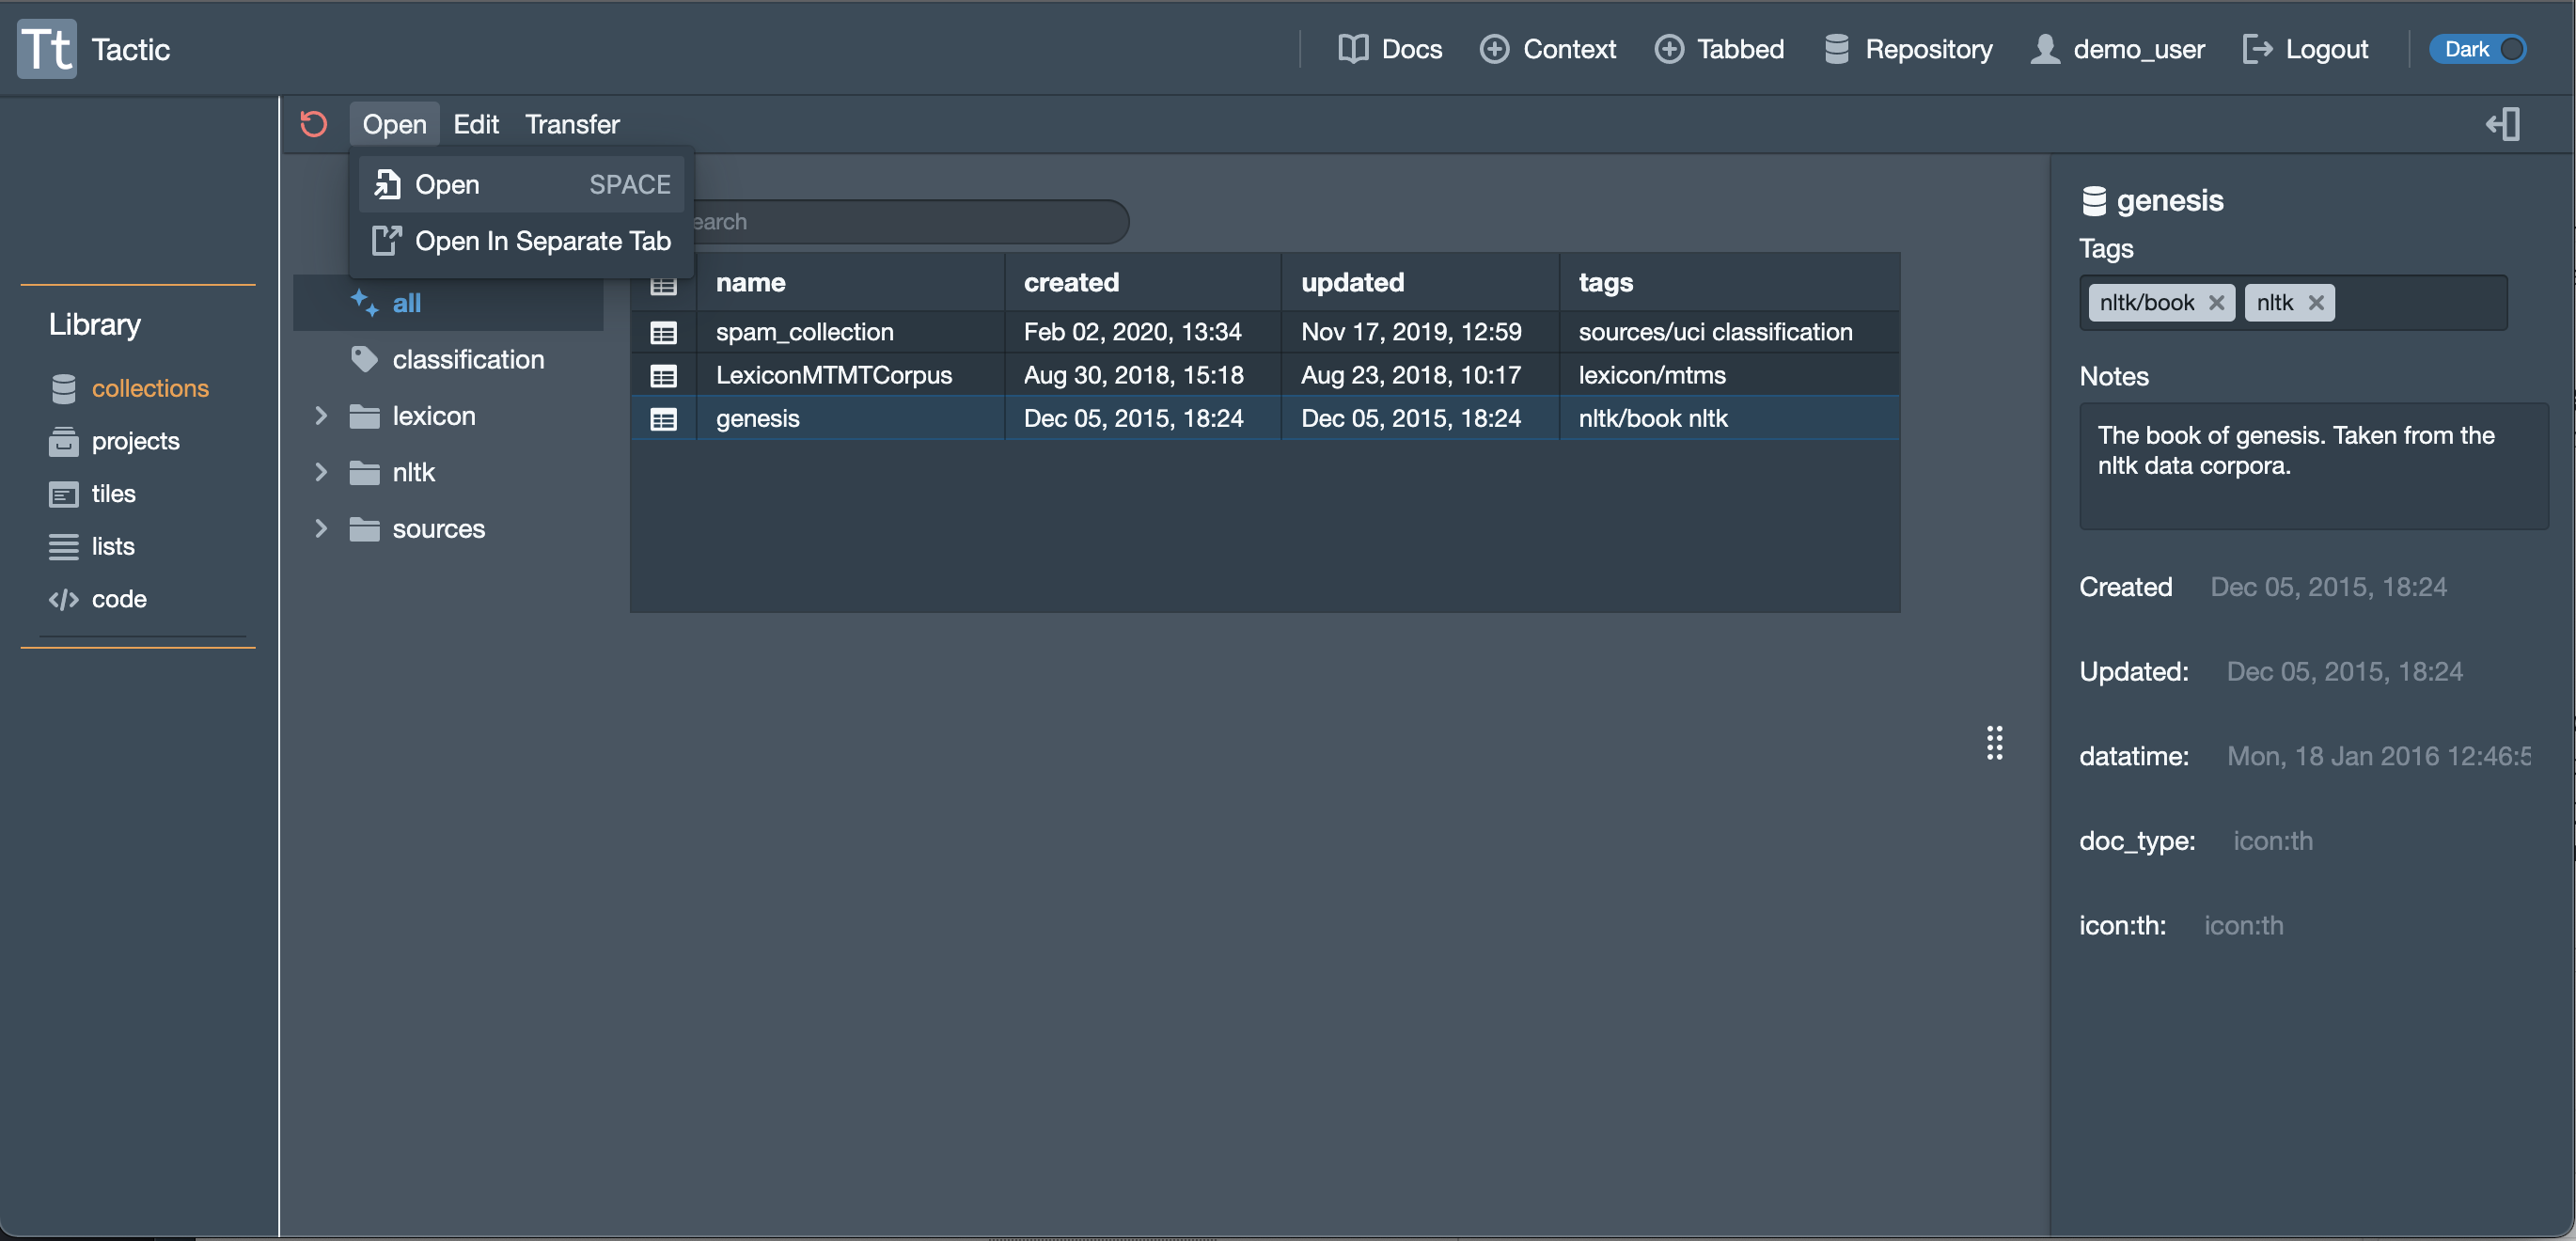 Tt Tactic
Docs Context Tabbed Repository demo_user Logout Dark
Open Edit Transfer
Open SPACE
Open In Separate Tab
earch
Library
collections
projects
tiles
lists
code
all
classification
lexicon
nltk
sources
name created updated tags
spam_collection Feb 02, 2020, 13:34 Nov 17, 2019, 12:59 sources/uci classification
LexiconMTMTCorpus Aug 30, 2018, 15:18 Aug 23, 2018, 10:17 lexicon/mtms
genesis Dec 05, 2015, 18:24 Dec 05, 2015, 18:24 nltk/book nltk
genesis
Tags
nltk/book nltk
Notes
The book of genesis. Taken from the
nltk data corpora.
Created Dec 05, 2015, 18:24
Updated: Dec 05, 2015, 18:24
datatime: Mon, 18 Jan 2016 12:46:5
doc_type: icon:th
icon:th: icon:th